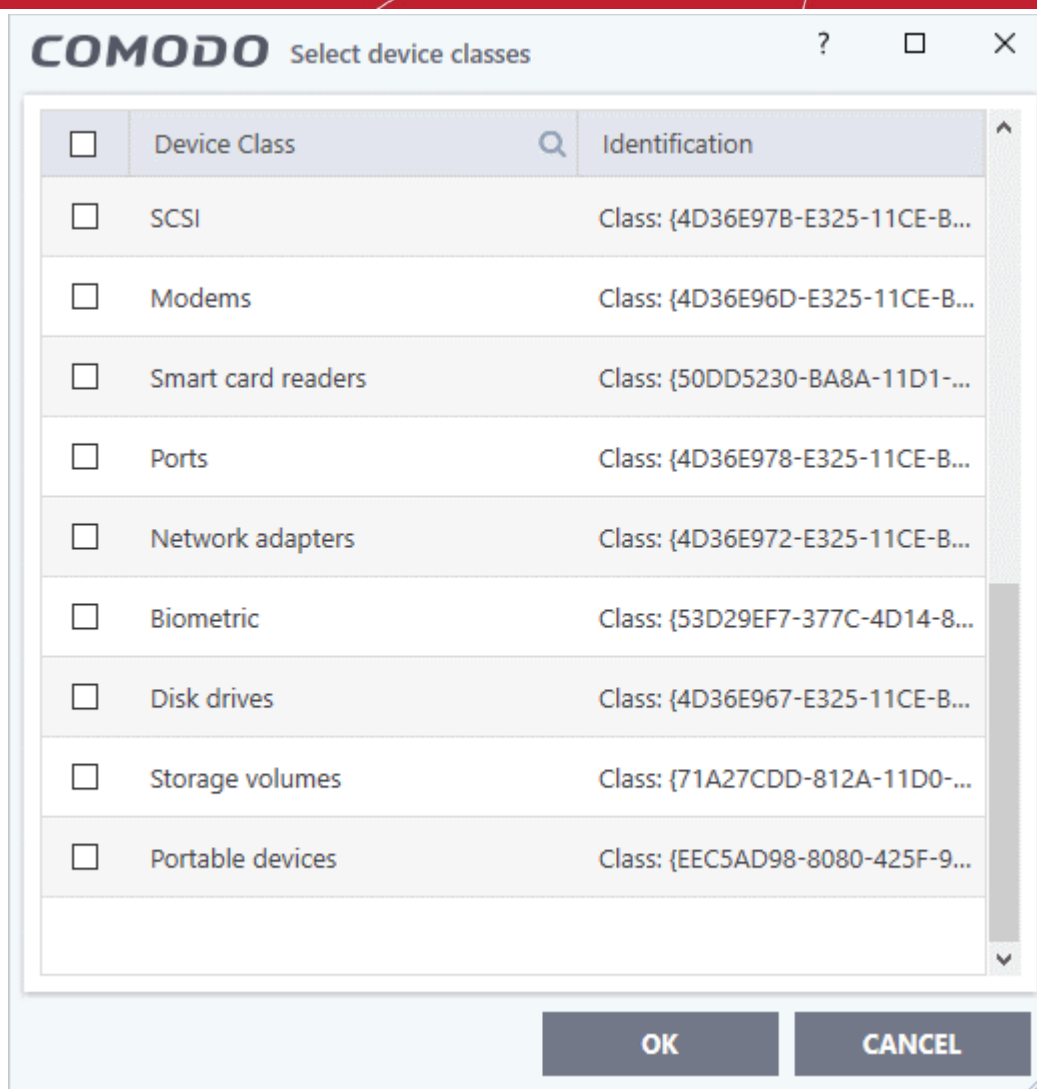 COMODO Select device classes ?
Device Class Identification
SCSI Class: {4D36E97B-E325-11CE-B...
Modems Class: {4D36E96D-E325-11CE-B...
Smart card readers Class: {50DD5230-BA8A-11D1-...
Ports Class: {4D36E978-E325-11CE-B...
Network adapters Class: {4D36E972-E325-11CE-B...
Biometric Class: {53D29EF7-377C-4D14-8...
Disk drives Class: {4D36E967-E325-11CE-B...
Storage volumes Class: {71A27CDD-812A-11D0-...
Portable devices Class: {EEC5AD98-8080-425F-9...
OK CANCEL